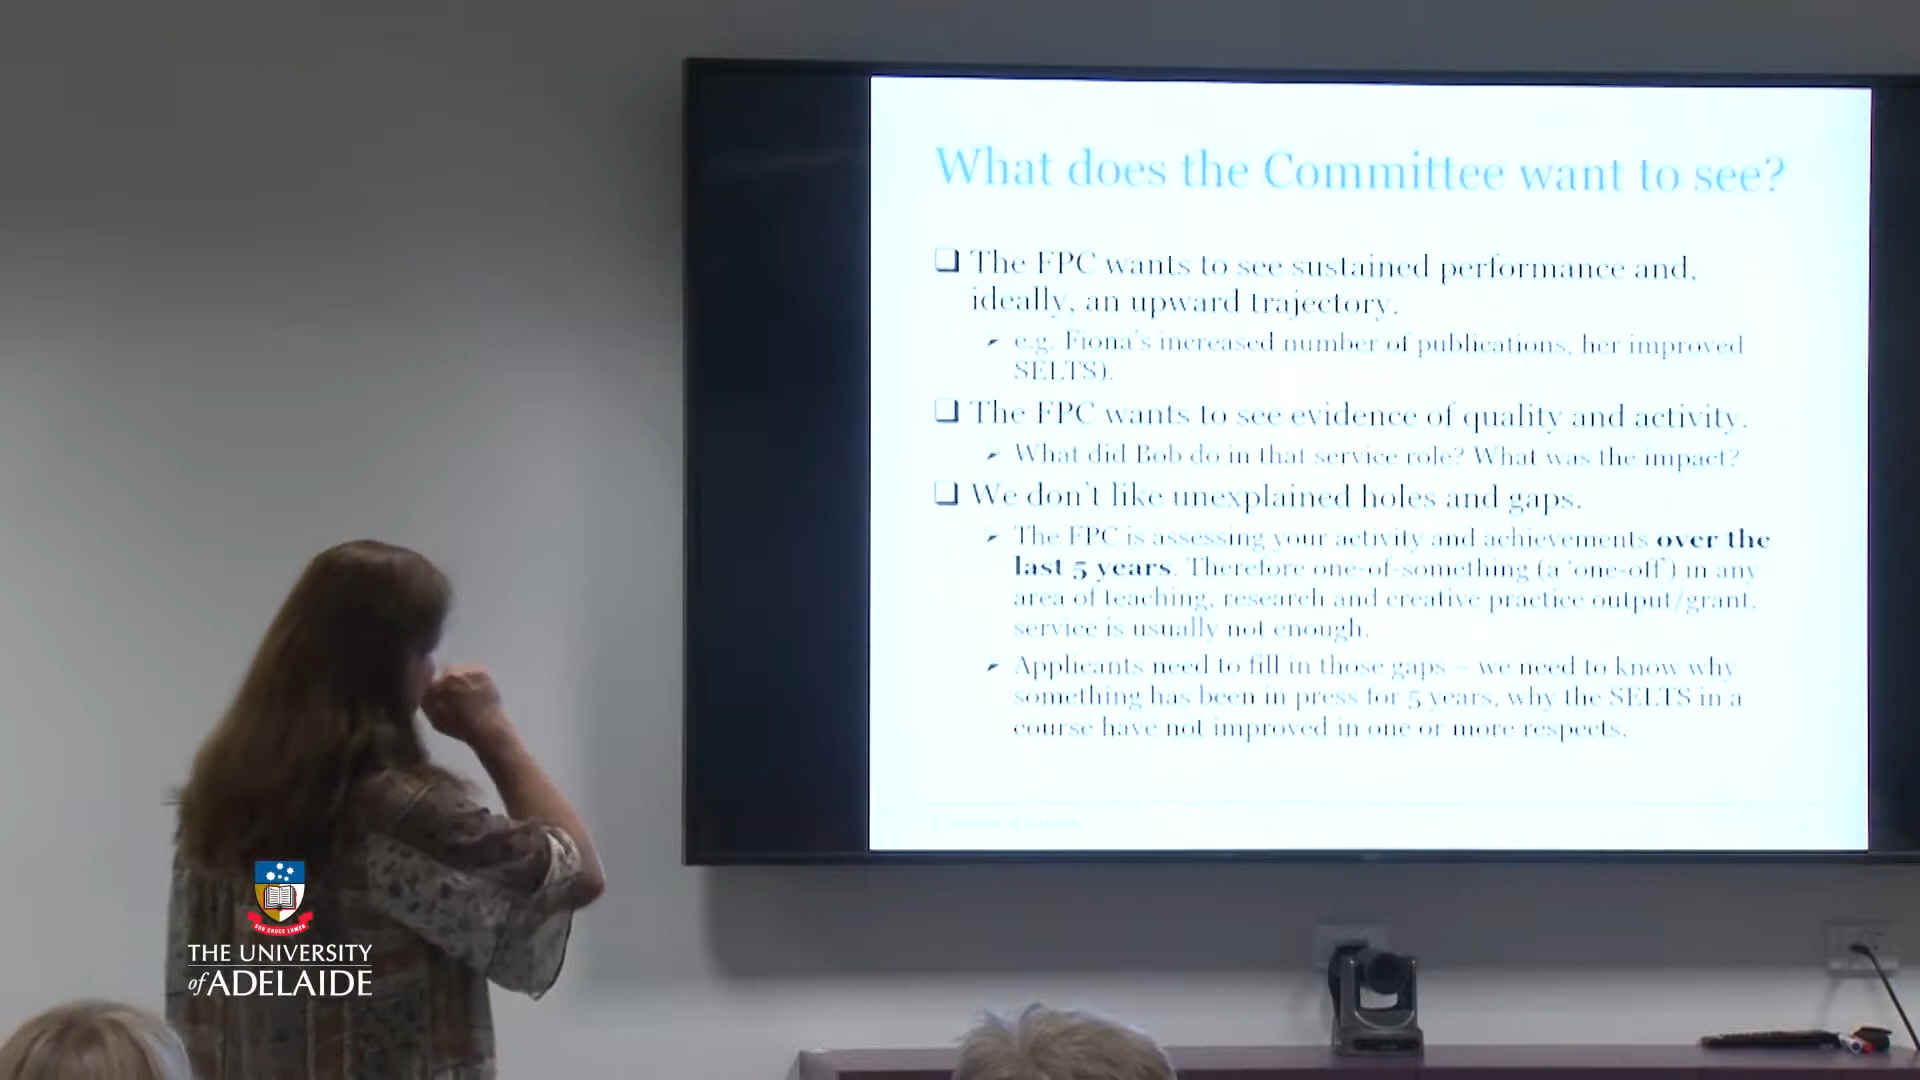 What does the Committee want to see?
The FPC wants to see sustained performance and,
ideally, an upward trajectory.
e.g. Fiona's increased number of publications, her improved
SELTS).
The FPC wants to see evidence of quality and activity.
What did Bob do in that service role? What was the impact?
We don't like unexplained holes and gaps.
The FPC is assessing your activity and achievements over the
last 5 years. Therefore one-of-something (a 'one-off') in any
area of teaching, research and creative practice output/grant,
service is usually not enough.
Applicants need to fill in those gaps – we need to know why
something has been in press for 5 years, why the SELTS in a
course have not improved in one or more respects.
University of Adelaide
SUB CRUCE LUMEN
THE UNIVERSITY
of ADELAIDE